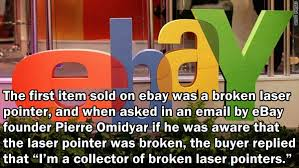 ebay
The first item sold on ebay was a broken laser
pointer, and when asked in an email by eBay
founder Pierre Omidyar if he was aware that
the laser pointer was broken, the buyer replied
that “I’m a collector of broken laser pointers.